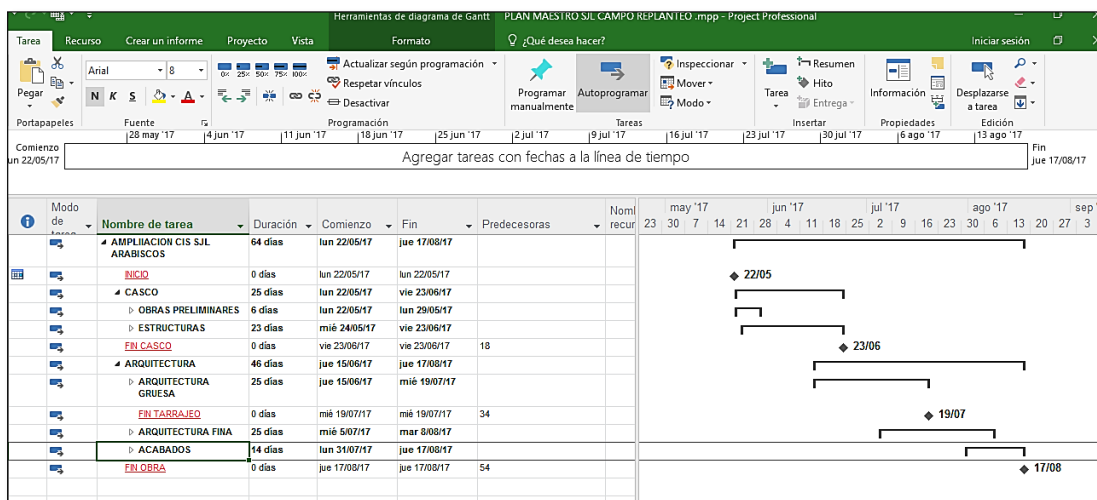 Herramientas de diagrama de Gantt PLAN MAESTRO SJL CAMPO REPLANTEO .mpp - Project Professional
Tarea Recurso Crear un informe Proyecto Vista Formato ¿Qué desea hacer? Iniciar sesión
Pegar
Arial 8
N K S A
Portapapeles Fuente
0% 25% 50% 75% 100%
Actualizar según programación
Respetar vínculos
Desactivar
Programación
Programar manualmente
Autoprogramar
Inspeccionar
Mover
Modo
Tareas
Tarea
Resumen
Hito
Entrega
Insertar
Información
Propiedades
Desplazarse a tarea
Edición
28 may '17 4 jun '17 11 jun '17 18 jun '17 25 jun '17 2 jul '17 9 jul '17 16 jul '17 23 jul '17 30 jul '17 6 ago '17 13 ago '17
Comienzo
un 22/05/17
Agregar tareas con fechas a la línea de tiempo
Fin
jue 17/08/17
Modo de Nombre de tarea Duración Comienzo Fin Predecesoras Noml recur
may '17 jun '17 jul '17 ago '17 sep
23 30 7 14 21 28 4 11 18 25 2 9 16 23 30 6 13 20 27 3
AMPLIIACION CIS SJL ARABISCOS 64 días lun 22/05/17 jue 17/08/17
INICIO 0 días lun 22/05/17 lun 22/05/17 22/05
CASCO 25 días lun 22/05/17 vie 23/06/17
OBRAS PRELIMINARES 6 días lun 22/05/17 lun 29/05/17
ESTRUCTURAS 23 días mié 24/05/17 vie 23/06/17
FIN CASCO 0 días vie 23/06/17 vie 23/06/17 18 23/06
ARQUITECTURA 46 días jue 15/06/17 jue 17/08/17
ARQUITECTURA GRUESA 25 días jue 15/06/17 mié 19/07/17
FIN TARRAJEO 0 días mié 19/07/17 mié 19/07/17 34 19/07
ARQUITECTURA FINA 25 días mié 5/07/17 mar 8/08/17
ACABADOS 14 días lun 31/07/17 jue 17/08/17
FIN OBRA 0 días jue 17/08/17 jue 17/08/17 54 17/08